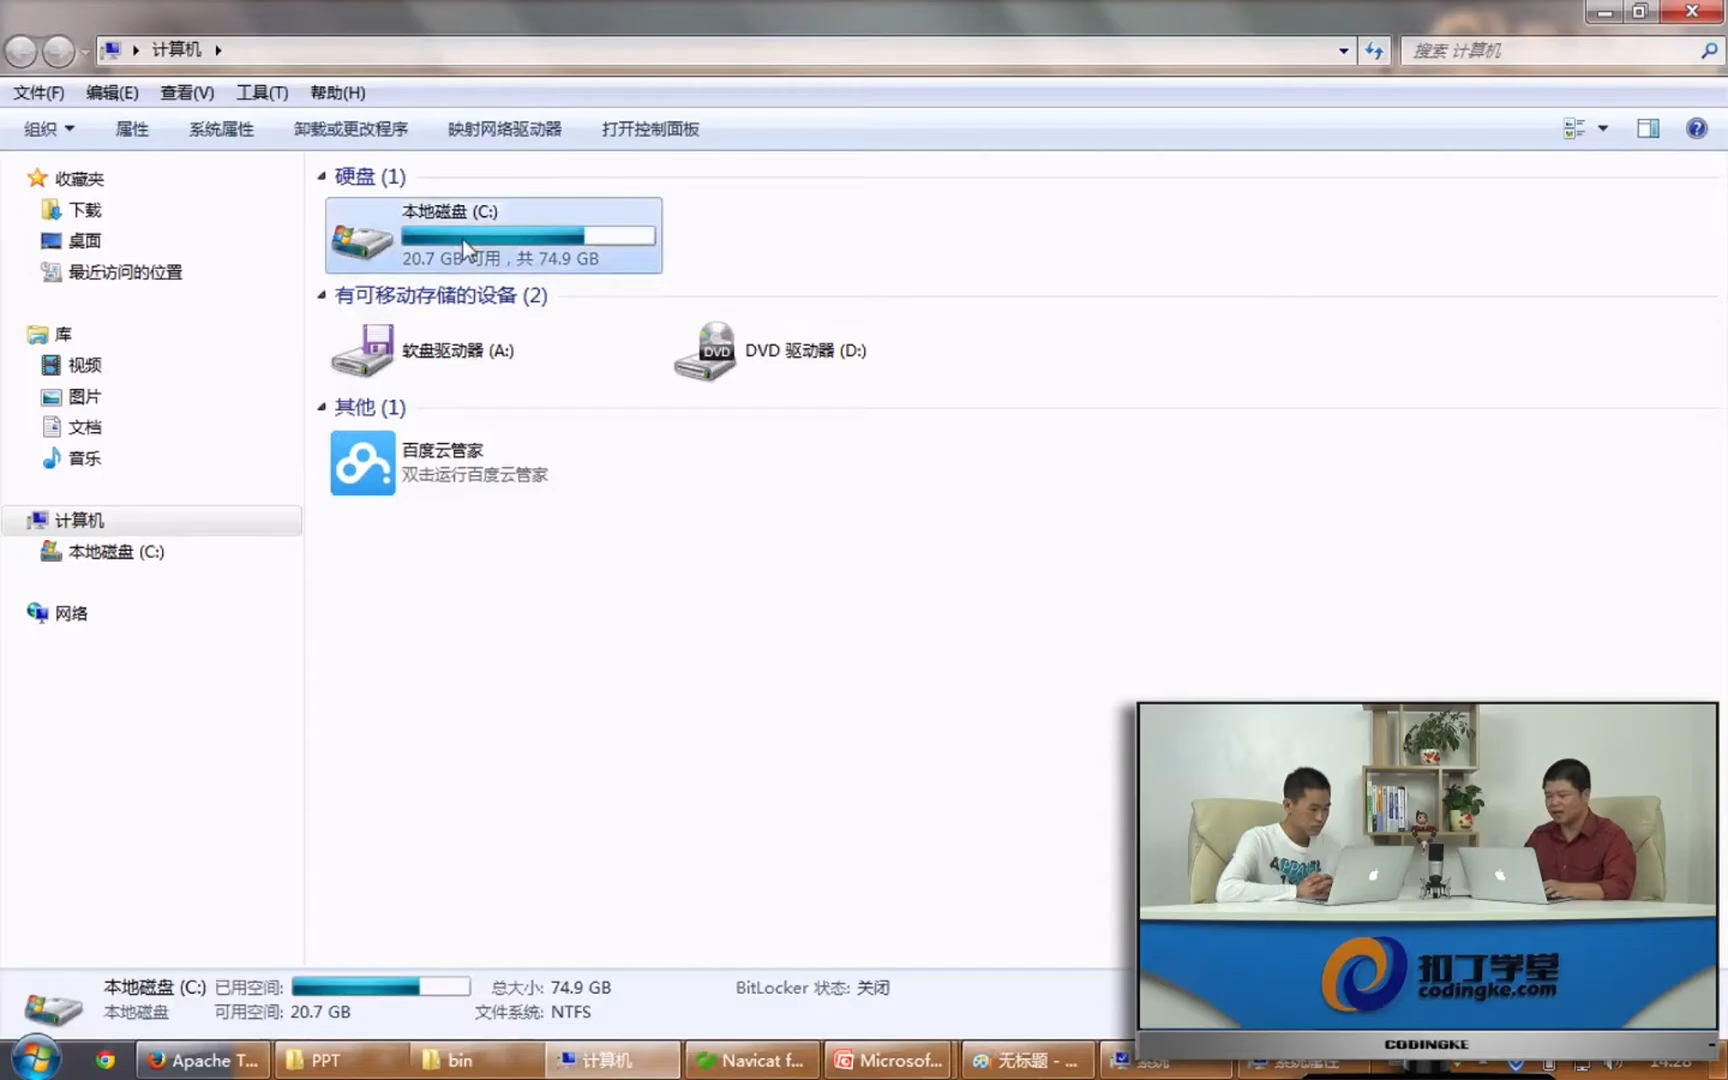 计算机
搜索 计算机
文件(F) 编辑(E) 查看(V) 工具(T) 帮助(H)
组织 属性 系统属性 卸载或更改程序 映射网络驱动器 打开控制面板
收藏夹
下载
桌面
最近访问的位置
库
视频
图片
文档
音乐
计算机
本地磁盘 (C:)
网络
硬盘 (1)
本地磁盘 (C:)
20.7 GB 可用，共 74.9 GB
有可移动存储的设备 (2)
软盘驱动器 (A:)
DVD
DVD 驱动器 (D:)
其他 (1)
百度云管家
双击运行百度云管家
扣丁学堂
codingke.com
CODINGKE
本地磁盘 (C:) 已用空间: 总大小: 74.9 GB BitLocker 状态: 关闭
本地磁盘 可用空间: 20.7 GB 文件系统: NTFS
Apache T... PPT bin 计算机 Navicat f... Microsof... 无标题 - ... 系统 系统属性 14:28